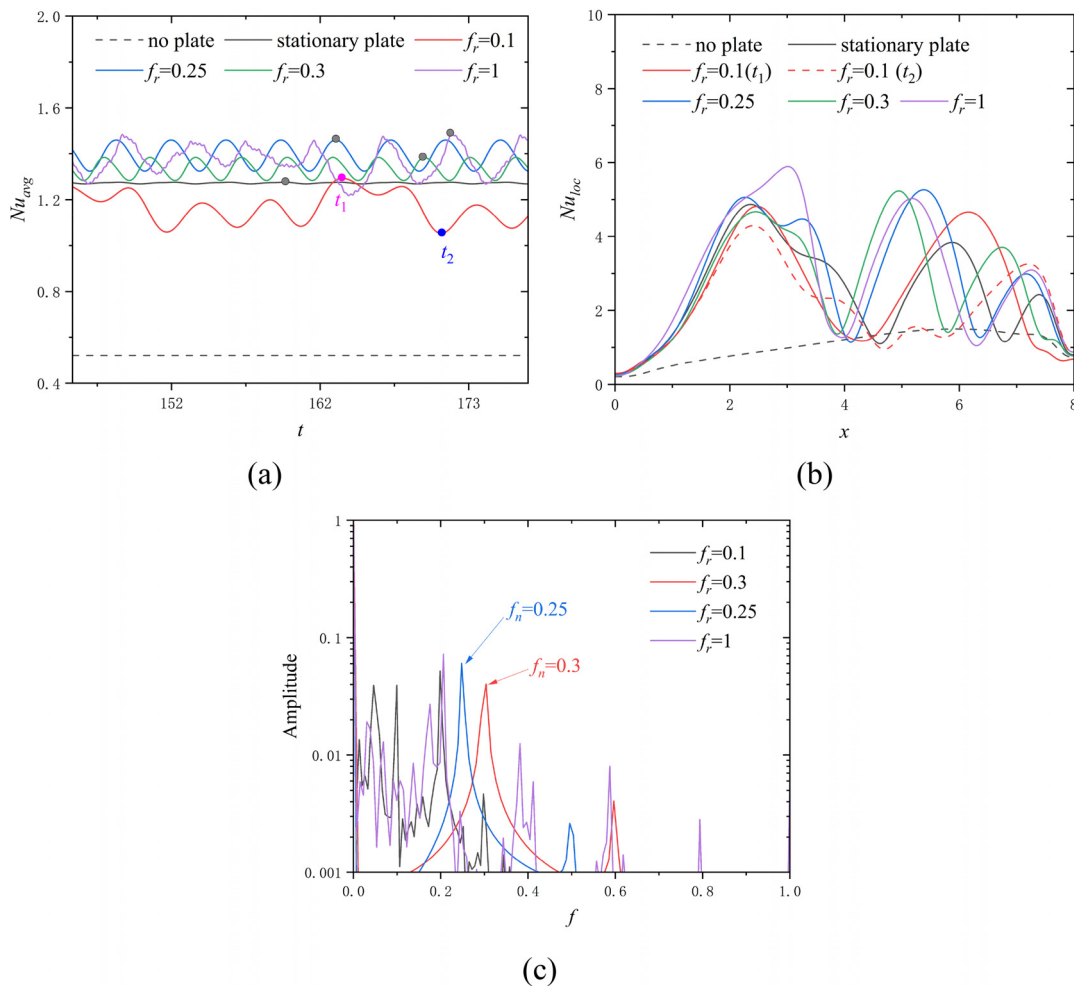 2.0
1.6
1.2
0.8
0.4
Nu_avg
no plate
stationary plate
f_r=0.1
f_r=0.25
f_r=0.3
f_r=1
t_1
t_2
152
162
173
t
(a)
10
8
6
4
2
0
Nu_loc
no plate
stationary plate
f_r=0.1(t_1)
f_r=0.1 (t_2)
f_r=0.25
f_r=0.3
f_r=1
0
2
4
6
8
x
(b)
1
0.1
0.01
0.001
Amplitude
f_r=0.1
f_r=0.3
f_r=0.25
f_r=1
f_n=0.25
f_n=0.3
0.0
0.2
0.4
0.6
0.8
1.0
f
(c)